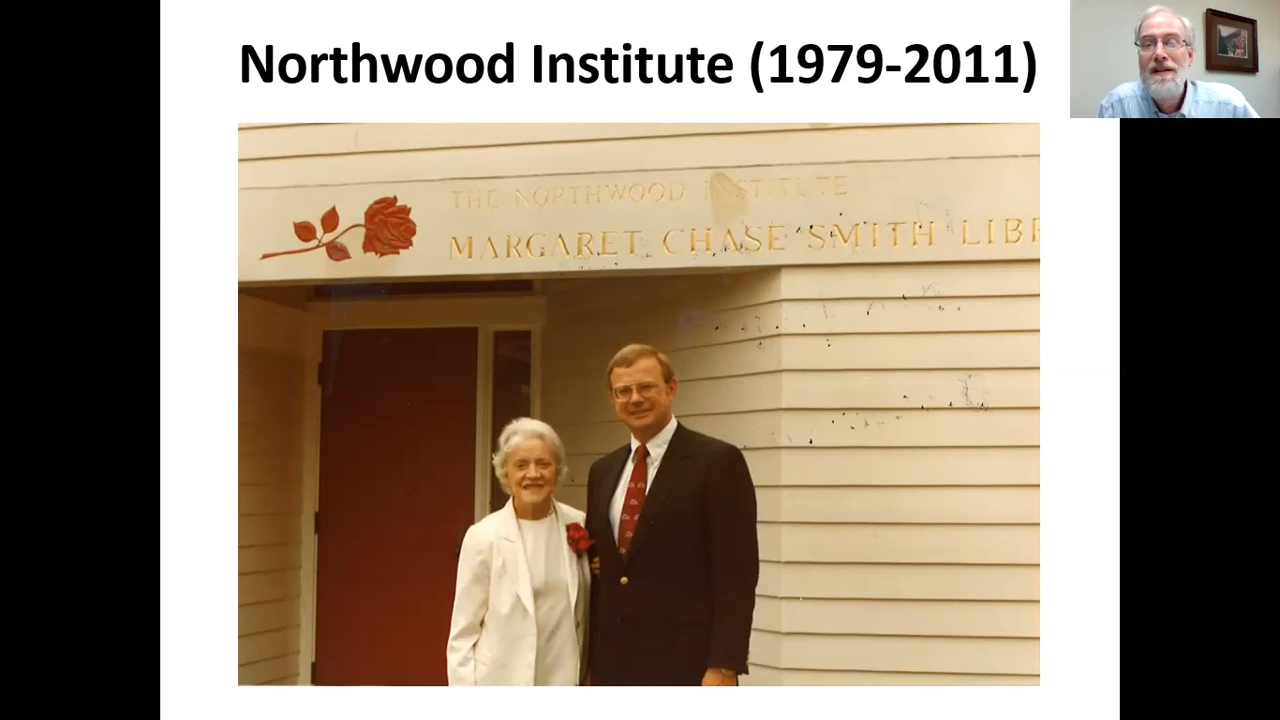 Northwood Institute (1979-2011)
THE NORTHWOOD INSTITUTE
MARGARET CHASE SMITH LIBR